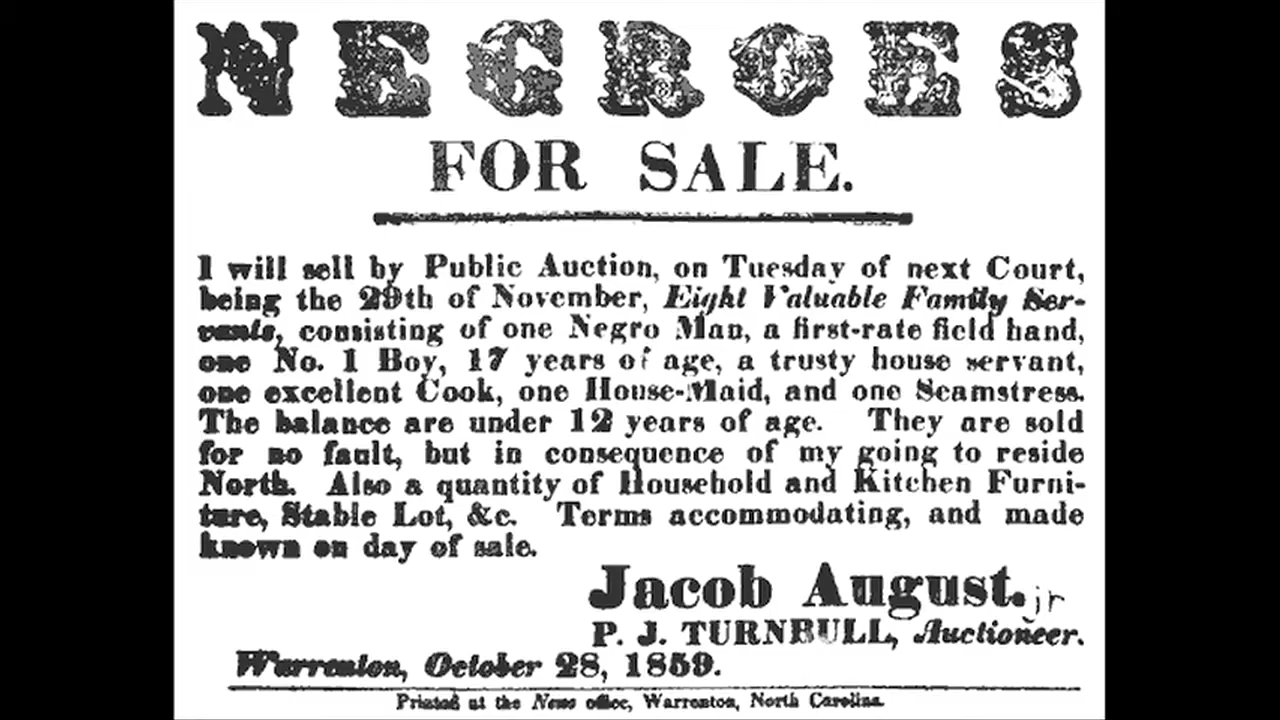 NEGROES
FOR SALE.
I will sell by Public Auction, on Tuesday of next Court,
being the 29th of November, Eight Valuable Family Ser-
vants, consisting of one Negro Man, a first-rate field hand,
one No. 1 Boy, 17 years of age, a trusty house servant,
one excellent Cook, one House-Maid, and one Seamstress.
The balance are under 12 years of age. They are sold
for no fault, but in consequence of my going to reside
North. Also a quantity of Household and Kitchen Furni-
ture, Stable Lot, &c. Terms accommodating, and made
known on day of sale.
Jacob August. jr
P. J. TURNBULL, Auctioneer.
Warrenton, October 28, 1859.
Printed at the News office, Warrenton, North Carolina.